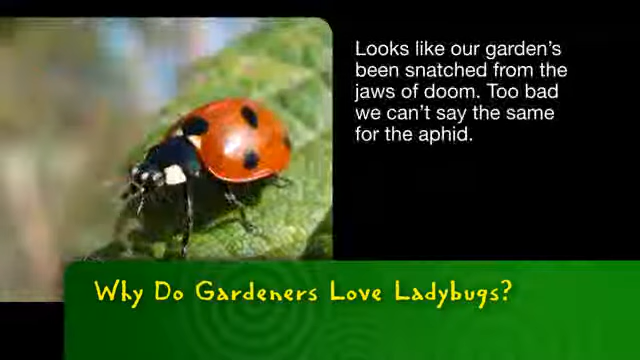 Looks like our garden's
been snatched from the
jaws of doom. Too bad
we can't say the same
for the aphid.
Why Do Gardeners Love Ladybugs?